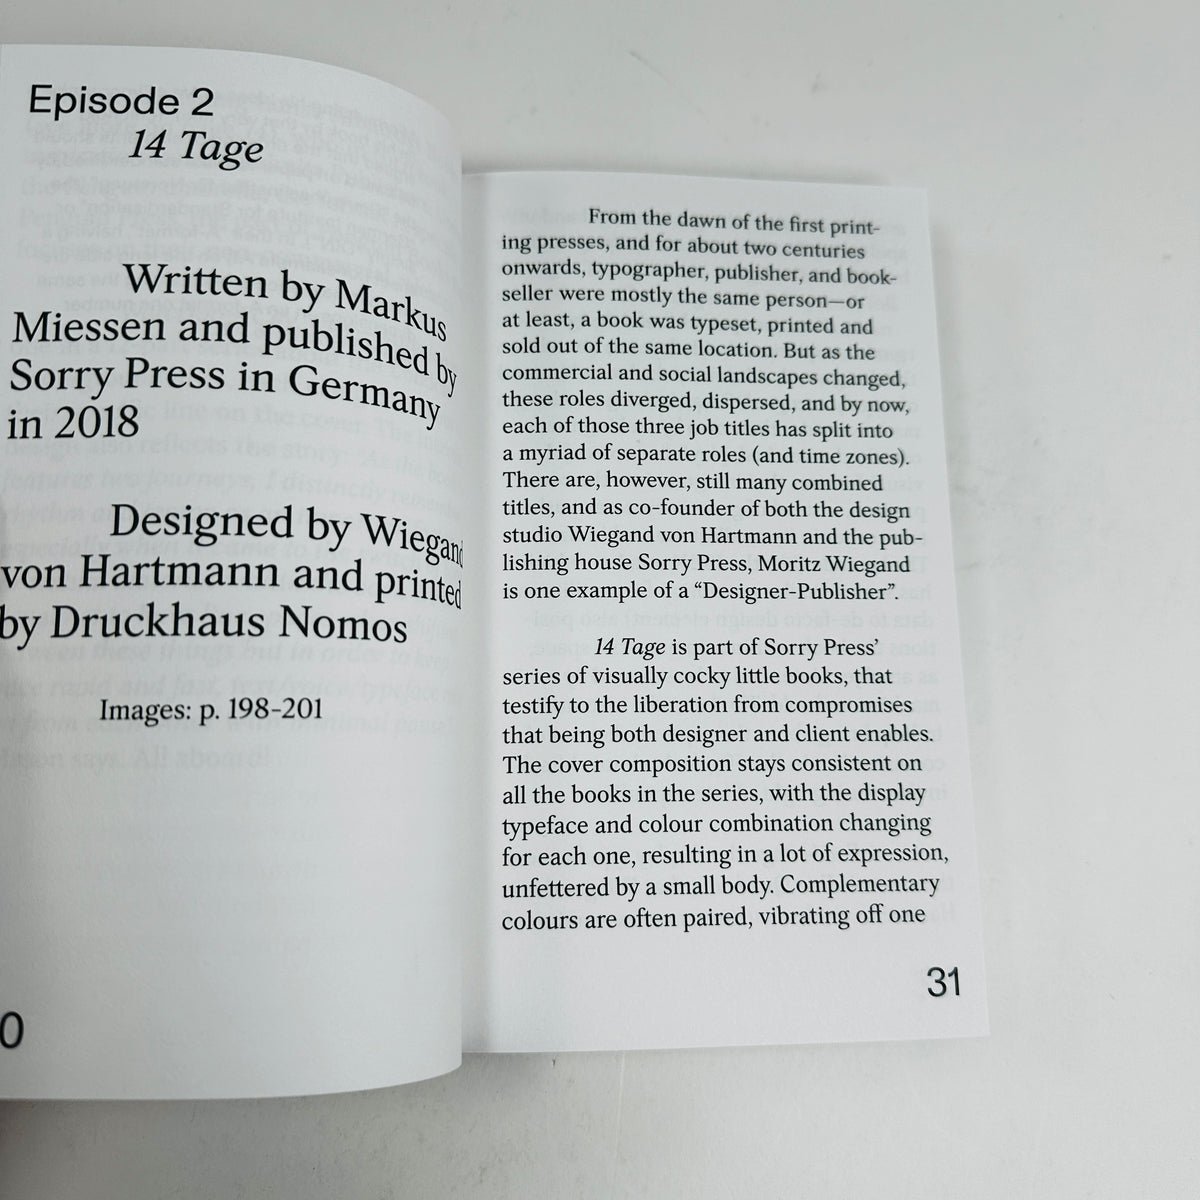 Episode 2
14 Tage
Written by Markus
Miessen and published by
Sorry Press in Germany
in 2018
Designed by Wiegand
von Hartmann and printed
by Druckhaus Nomos
Images: p. 198–201
0
From the dawn of the first print-
ing presses, and for about two centuries
onwards, typographer, publisher, and book-
seller were mostly the same person—or
at least, a book was typeset, printed and
sold out of the same location. But as the
commercial and social landscapes changed,
these roles diverged, dispersed, and by now,
each of those three job titles has split into
a myriad of separate roles (and time zones).
There are, however, still many combined
titles, and as co-founder of both the design
studio Wiegand von Hartmann and the pub-
lishing house Sorry Press, Moritz Wiegand
is one example of a “Designer-Publisher”.
14 Tage is part of Sorry Press’
series of visually cocky little books, that
testify to the liberation from compromises
that being both designer and client enables.
The cover composition stays consistent on
all the books in the series, with the display
typeface and colour combination changing
for each one, resulting in a lot of expression,
unfettered by a small body. Complementary
colours are often paired, vibrating off one
31